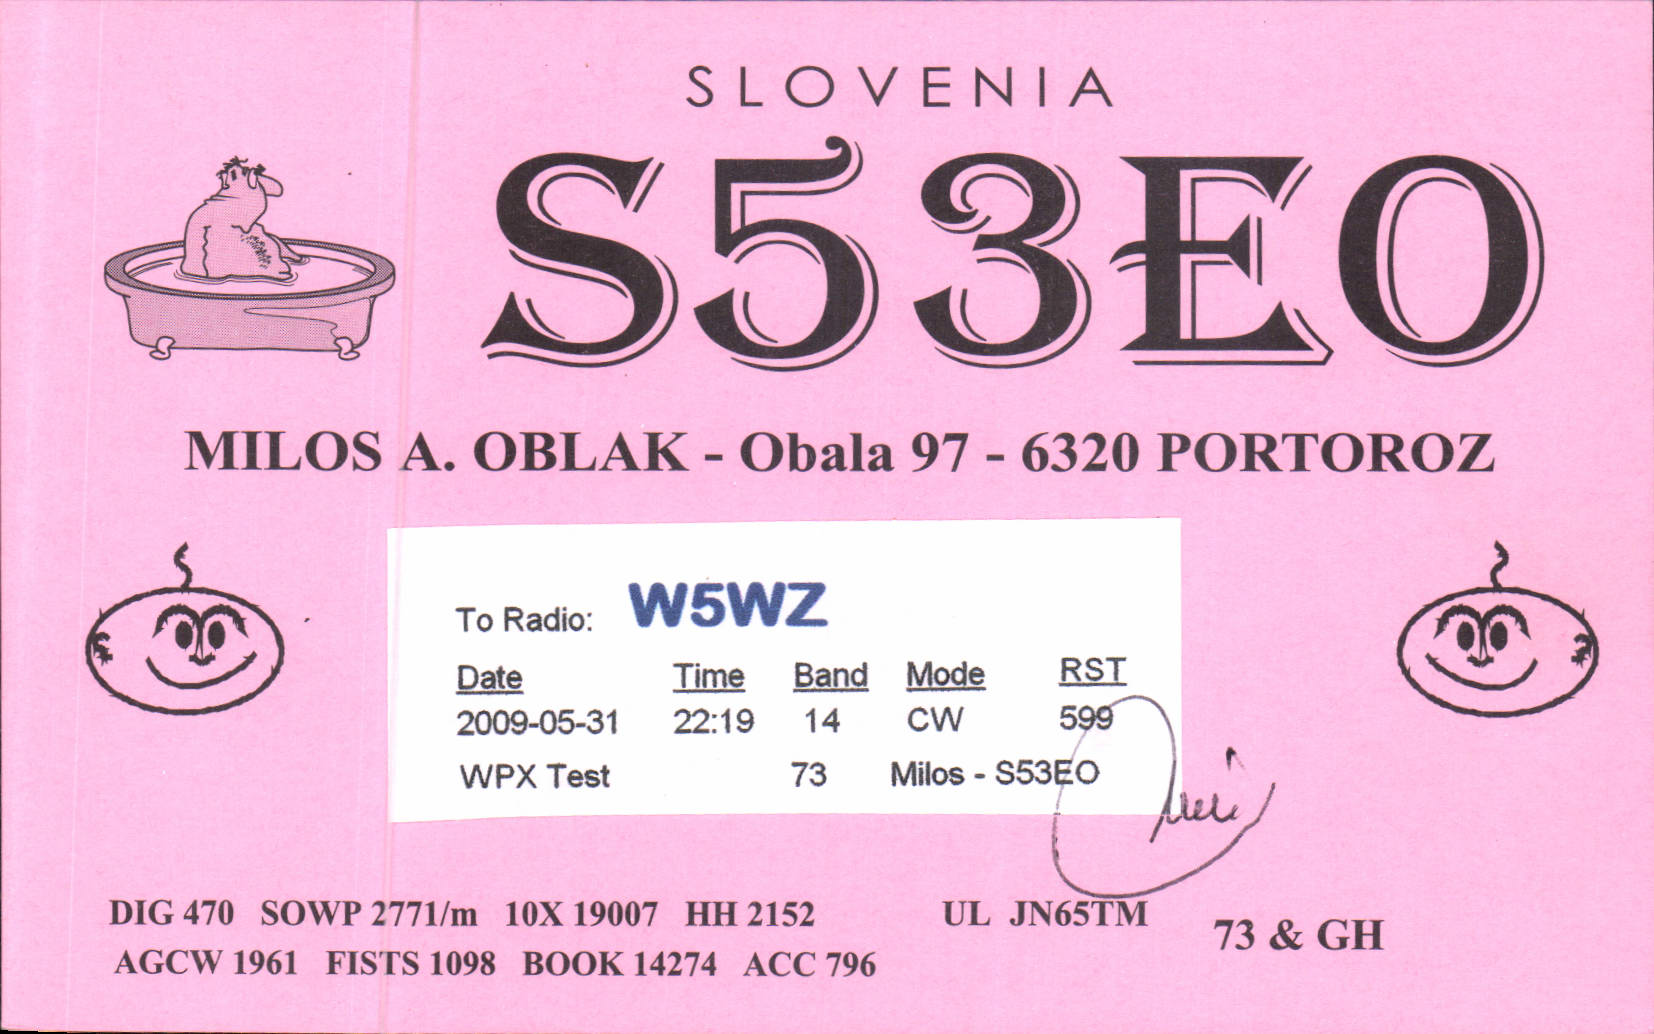 SLOVENIA
S53EO
MILOS A. OBLAK - Obala 97 - 6320 PORTOROZ
To Radio: W5WZ
Date Time Band Mode RST
2009-05-31 22:19 14 CW 599
WPX Test 73 Milos - S53EO
DIG 470 SOWP 2771/m 10X 19007 HH 2152 UL JN65TM
73 & GH
AGCW 1961 FISTS 1098 BOOK 14274 ACC 796